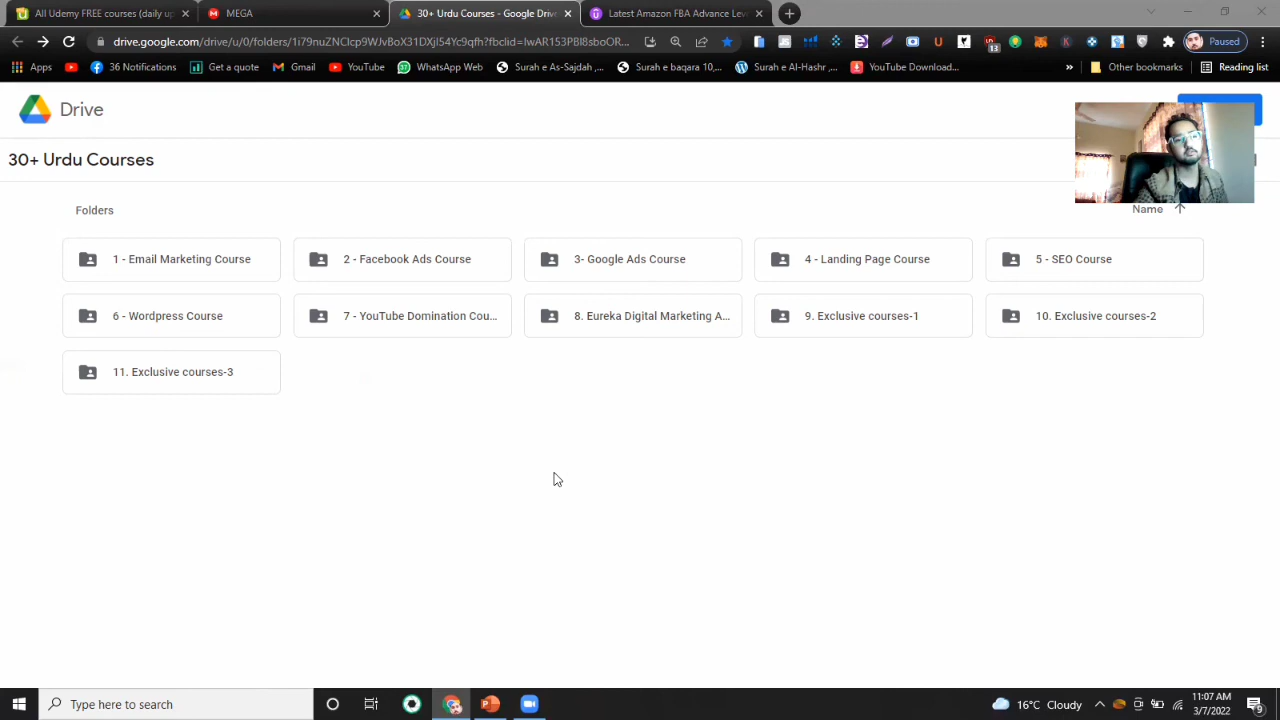 All Udemy FREE courses (daily up
MEGA
30+ Urdu Courses - Google Drive
Latest Amazon FBA Advance Leve
drive.google.com/drive/u/0/folders/
Paused
Apps
36 Notifications
Get a quote
Gmail
YouTube
WhatsApp Web
Surah e As-Sajdah ,...
Surah e baqara 10,...
Surah e Al-Hashr ,...
YouTube Download...
»
Other bookmarks
Reading list
Drive
30+ Urdu Courses
Folders
Name
1 - Email Marketing Course
2 - Facebook Ads Course
3- Google Ads Course
4 - Landing Page Course
5 - SEO Course
6 - Wordpress Course
7 - YouTube Domination Cou...
8. Eureka Digital Marketing A...
9. Exclusive courses-1
10. Exclusive courses-2
11. Exclusive courses-3
Type here to search
16°C Cloudy
11:07 AM
3/7/2022